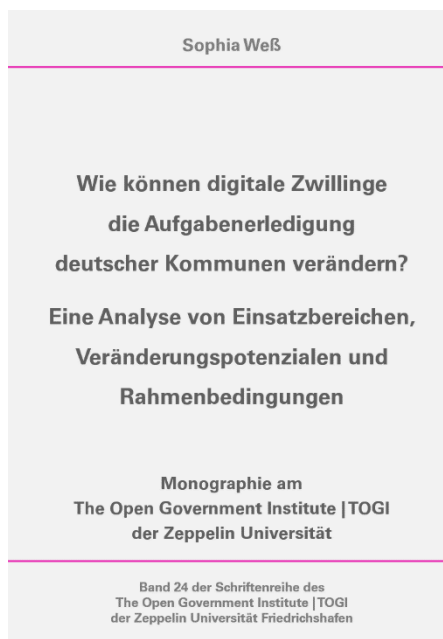 Sophia Weß
Wie können digitale Zwillinge
die Aufgabenerledigung
deutscher Kommunen verändern?
Eine Analyse von Einsatzbereichen,
Veränderungspotenzialen und
Rahmenbedingungen
Monographie am
The Open Government Institute | TOGI
der Zeppelin Universität
Band 24 der Schriftenreihe des
The Open Government Institute | TOGI
der Zeppelin Universität Friedrichshafen